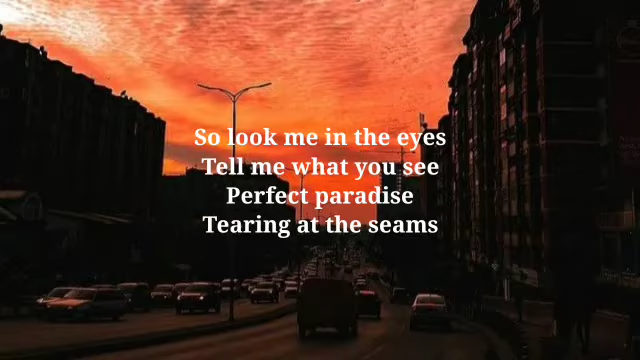 So look me in the eyes
Tell me what you see
Perfect paradise
Tearing at the seams